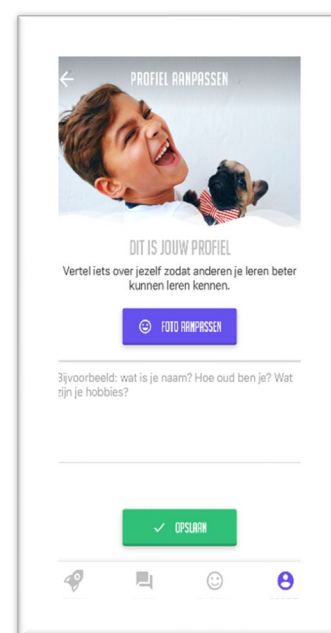 PROFIEL AANPASSEN
DIT IS JOUW PROFIEL
Vertel iets over jezelf zodat anderen je leren beter
kunnen leren kennen.
FOTO AANPASSEN
Bijvoorbeeld: wat is je naam? Hoe oud ben je? Wat
zijn je hobbies?
OPSLAAN